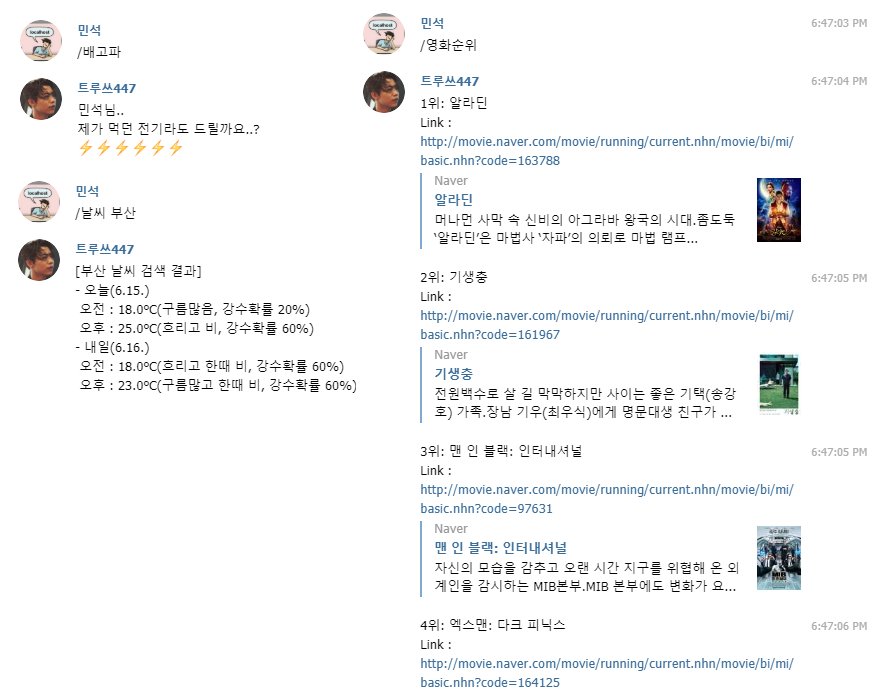 localhost
민석
/배고파
트루쓰447
민석님..
제가 먹던 전기라도 드릴까요..?
⚡⚡⚡⚡⚡⚡
localhost
민석
/날씨 부산
트루쓰447
[부산 날씨 검색 결과]
- 오늘(6.15.)
오전 : 18.0ºC(구름많음, 강수확률 20%)
오후 : 25.0ºC(흐리고 비, 강수확률 60%)
- 내일(6.16.)
오전 : 18.0ºC(흐리고 한때 비, 강수확률 60%)
오후 : 23.0ºC(구름많고 한때 비, 강수확률 60%)
localhost
민석 6:47:03 PM
/영화순위
트루쓰447 6:47:04 PM
1위: 알라딘
Link :
http://movie.naver.com/movie/running/current.nhn/movie/bi/mi/
basic.nhn?code=163788
Naver
알라딘
머나먼 사막 속 신비의 아그라바 왕국의 시대.좀도둑
‘알라딘’은 마법사 ‘자파’의 의뢰로 마법 램프...
2위: 기생충 6:47:05 PM
Link :
http://movie.naver.com/movie/running/current.nhn/movie/bi/mi/
basic.nhn?code=161967
Naver
기생충
전원백수로 살 길 막막하지만 사이는 좋은 기택(송강
호) 가족.장남 기우(최우식)에게 명문대생 친구가 ...
3위: 맨 인 블랙: 인터내셔널 6:47:05 PM
Link :
http://movie.naver.com/movie/running/current.nhn/movie/bi/mi/
basic.nhn?code=97631
Naver
맨 인 블랙: 인터내셔널
자신의 모습을 감추고 오랜 시간 지구를 위협해 온 외
계인을 감시하는 MIB본부.MIB 본부에도 변화가 요...
4위: 엑스맨: 다크 피닉스 6:47:06 PM
Link :
http://movie.naver.com/movie/running/current.nhn/movie/bi/mi/
basic.nhn?code=164125